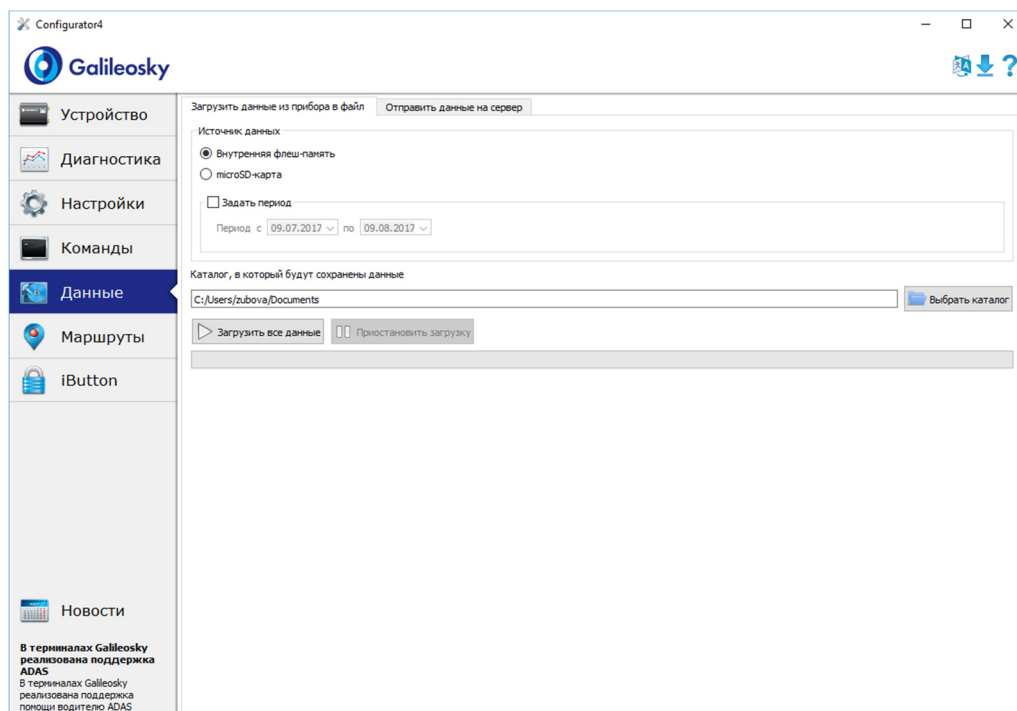 Configurator4
Galileosky
Устройство
Диагностика
Настройки
Команды
Данные
Маршруты
iButton
Загрузить данные из прибора в файл
Отправить данные на сервер
Источник данных
Внутренняя флеш-память
microSD-карта
Задать период
Период с 09.07.2017 по 09.08.2017
Каталог, в который будут сохранены данные
C:/Users/zubova/Documents
Выбрать каталог
Загрузить все данные
Приостановить загрузку
Новости
В терминалах Galileosky
реализована поддержка
ADAS
В терминалах Galileosky
реализована поддержка
помощи водителю ADAS